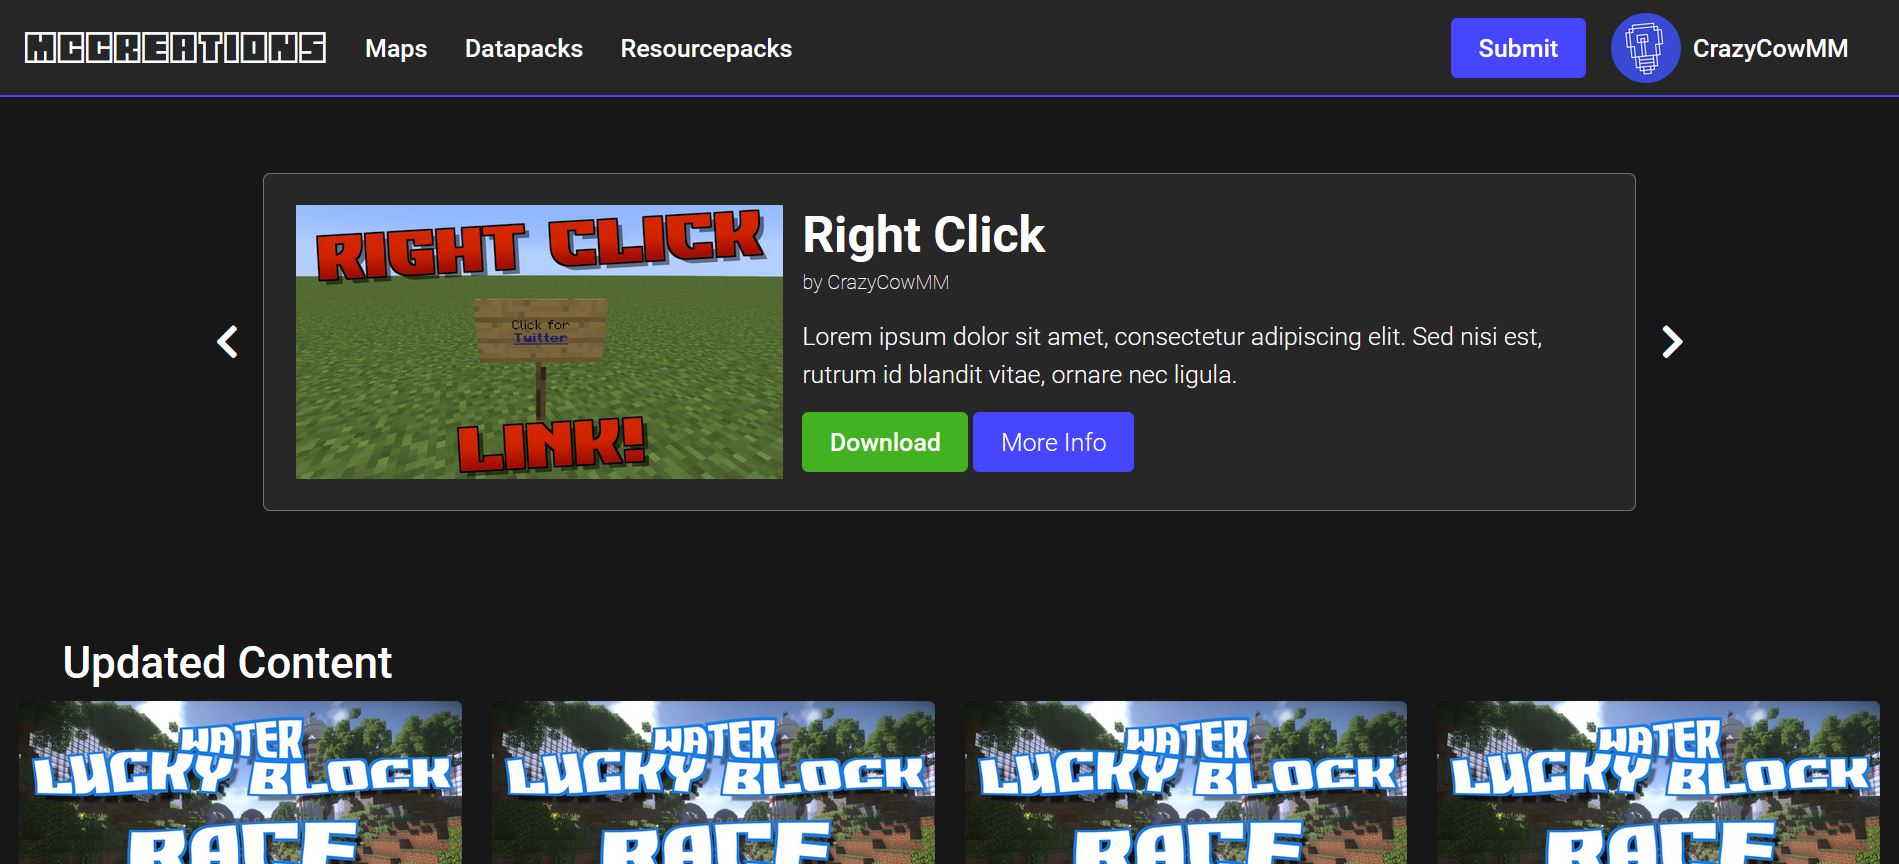 MCCREATIONS
Maps
Datapacks
Resourcepacks
Submit
CrazyCowMM
RIGHT CLICK
Click for
Twitter
LINK!
Right Click
by CrazyCowMM
Lorem ipsum dolor sit amet, consectetur adipiscing elit. Sed nisi est,
rutrum id blandit vitae, ornare nec ligula.
Download
More Info
Updated Content
WATER
LUCKY BLOCK
RACE
WATER
LUCKY BLOCK
RACE
WATER
LUCKY BLOCK
RACE
WATER
LUCKY BLOCK
RACE